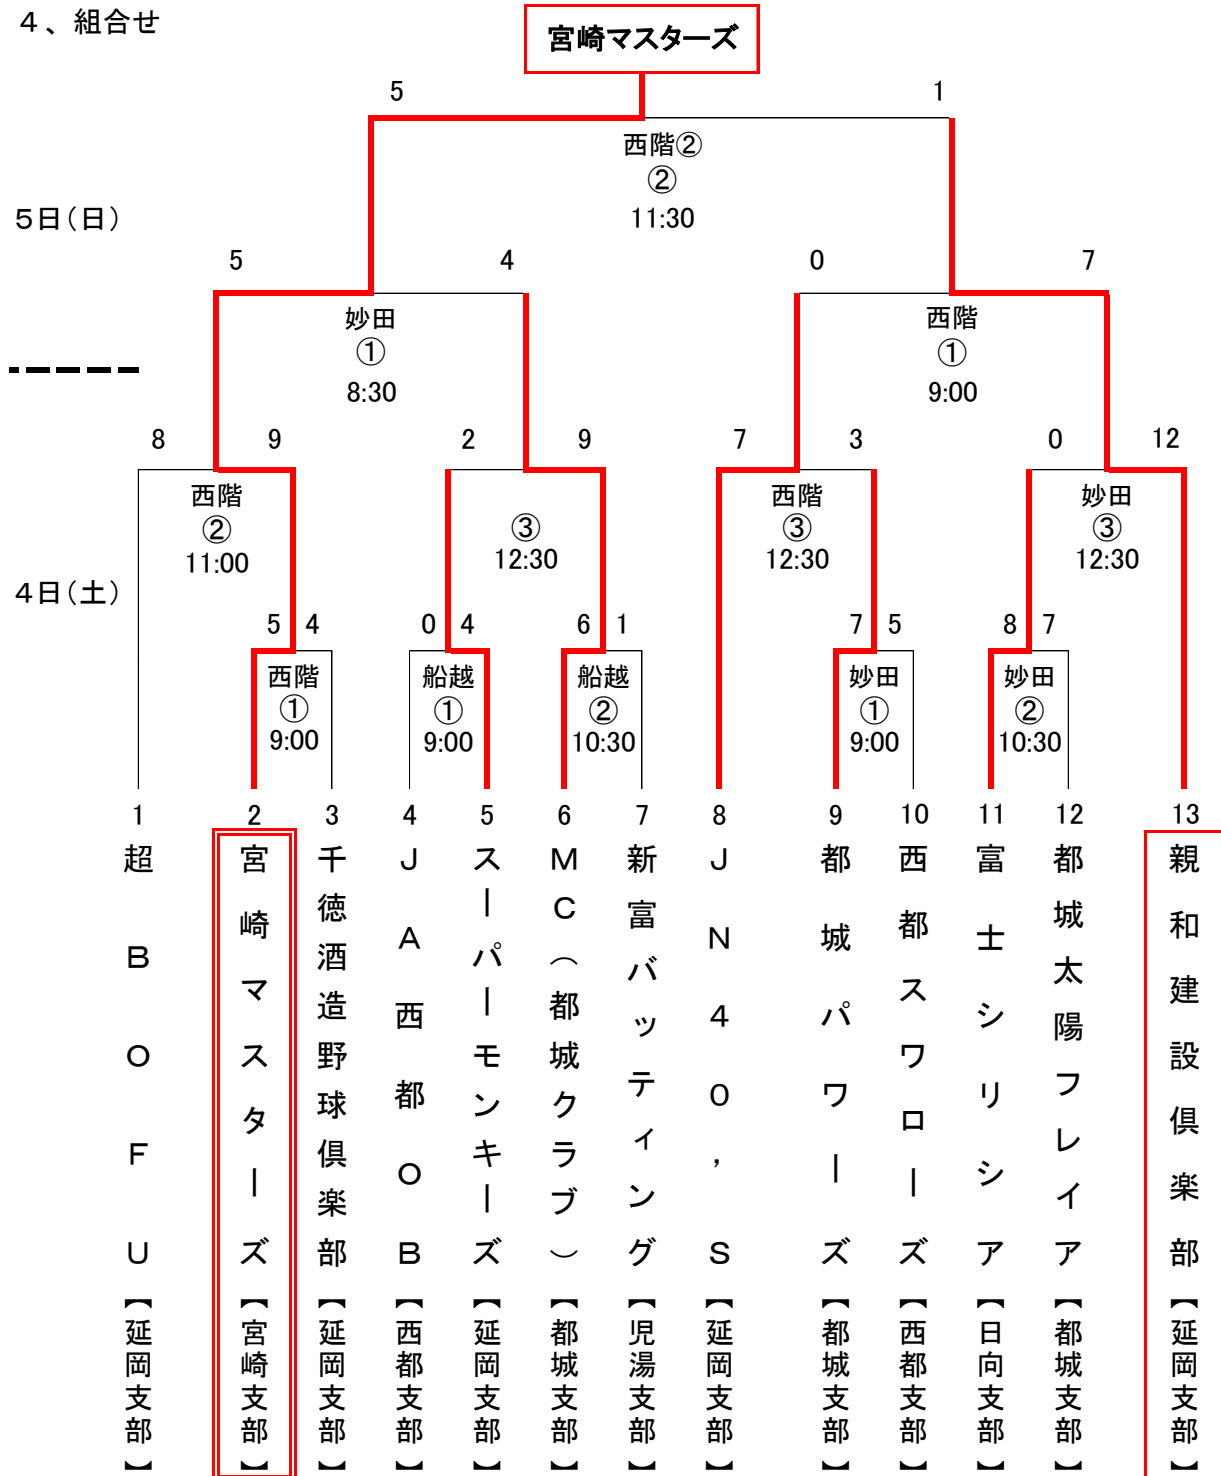 ４、組合せ
宮崎マスターズ
5 1
西階②
②
11:30
５日（日）
5 4 0 7
妙田 西階
① ①
8:30 9:00
8 9 2 9 7 3 0 12
西階 西階 妙田
② ③ ③ ③
11:00 12:30 12:30 12:30
４日（土）
5 4 0 4 6 1 7 5 8 7
西階 船越 船越 妙田 妙田
① ① ② ① ②
9:00 9:00 10:30 9:00 10:30
1 2 3 4 5 6 7 8 9 10 11 12 13
超ＢＯＦＵ【延岡支部】
宮崎マスターズ【宮崎支部】
千徳酒造野球倶楽部【延岡支部】
ＪＡ西都ＯＢ【西都支部】
スーパーモンキーズ【延岡支部】
ＭＣ（都城クラブ）【都城支部】
新富バッティング【児湯支部】
ＪＮ４０’Ｓ【延岡支部】
都城パワーズ【都城支部】
西都スワローズ【西都支部】
富士シリシア【日向支部】
都城太陽フレイア【都城支部】
親和建設倶楽部【延岡支部】